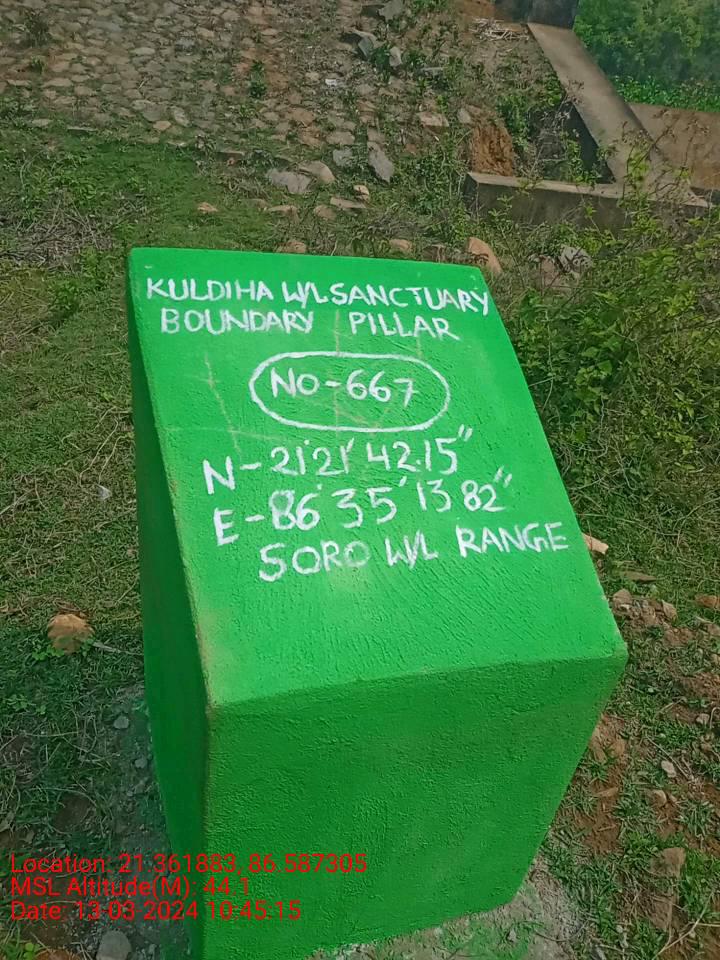 KULDIHA W/L SANCTUARY
BOUNDARY PILLAR
NO-667
N-21°21' 42.15"
E-86°35' 13.82"
SORO W/L RANGE
Location: 21.361883, 86.587305
MSL Altitude(M): 44.1
Date: 13-03-2024 10:45:15